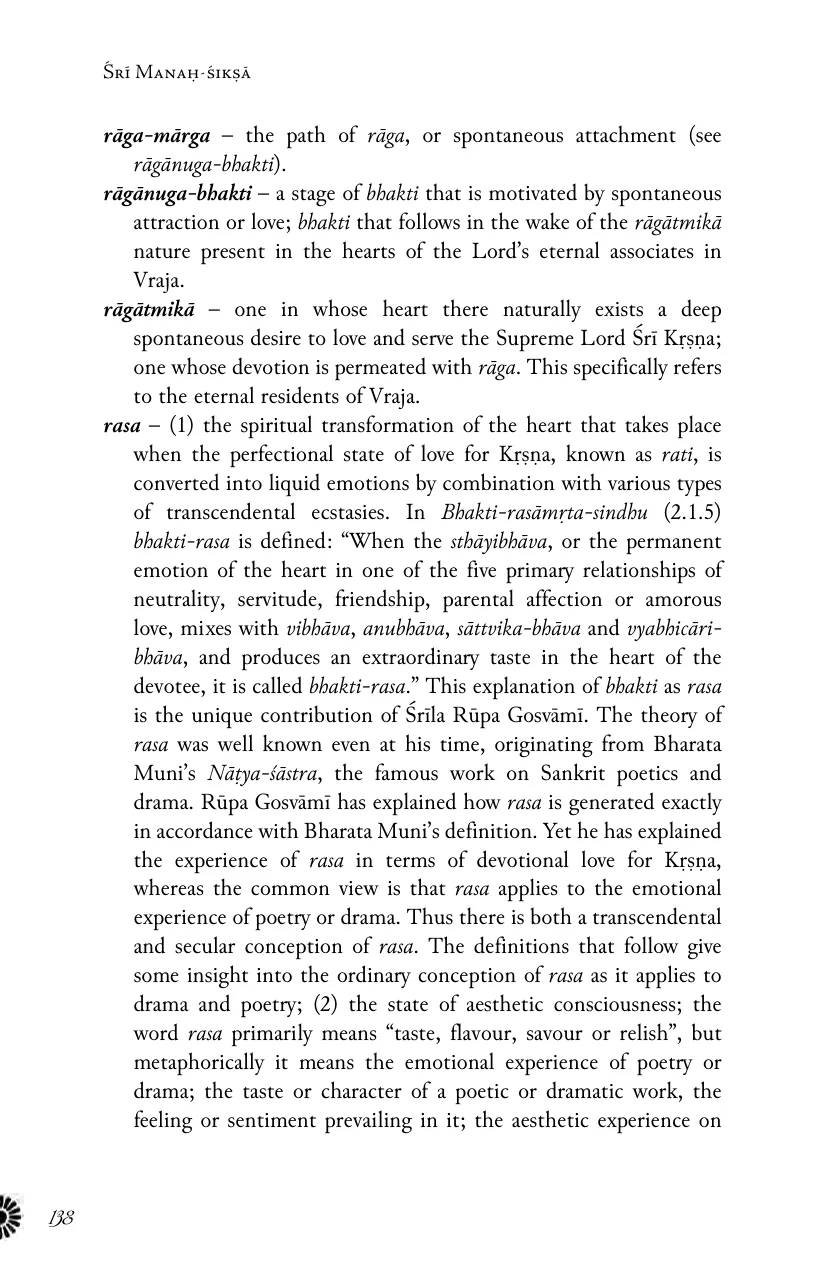 Śrī Manaḥ-śikṣā
rāga-mārga – the path of rāga, or spontaneous attachment (see
rāgānuga-bhakti).
rāgānuga-bhakti – a stage of bhakti that is motivated by spontaneous
attraction or love; bhakti that follows in the wake of the rāgātmikā
nature present in the hearts of the Lord’s eternal associates in
Vraja.
rāgātmikā – one in whose heart there naturally exists a deep
spontaneous desire to love and serve the Supreme Lord Śrī Kṛṣṇa;
one whose devotion is permeated with rāga. This specifically refers
to the eternal residents of Vraja.
rasa – (1) the spiritual transformation of the heart that takes place
when the perfectional state of love for Kṛṣṇa, known as rati, is
converted into liquid emotions by combination with various types
of transcendental ecstasies. In Bhakti-rasāmṛta-sindhu (2.1.5)
bhakti-rasa is defined: “When the sthāyibhāva, or the permanent
emotion of the heart in one of the five primary relationships of
neutrality, servitude, friendship, parental affection or amorous
love, mixes with vibhāva, anubhāva, sāttvika-bhāva and vyabhicāri-
bhāva, and produces an extraordinary taste in the heart of the
devotee, it is called bhakti-rasa.” This explanation of bhakti as rasa
is the unique contribution of Śrīla Rūpa Gosvāmī. The theory of
rasa was well known even at his time, originating from Bharata
Muni’s Nāṭya-śāstra, the famous work on Sankrit poetics and
drama. Rūpa Gosvāmī has explained how rasa is generated exactly
in accordance with Bharata Muni’s definition. Yet he has explained
the experience of rasa in terms of devotional love for Kṛṣṇa,
whereas the common view is that rasa applies to the emotional
experience of poetry or drama. Thus there is both a transcendental
and secular conception of rasa. The definitions that follow give
some insight into the ordinary conception of rasa as it applies to
drama and poetry; (2) the state of aesthetic consciousness; the
word rasa primarily means “taste, flavour, savour or relish”, but
metaphorically it means the emotional experience of poetry or
drama; the taste or character of a poetic or dramatic work, the
feeling or sentiment prevailing in it; the aesthetic experience on
138